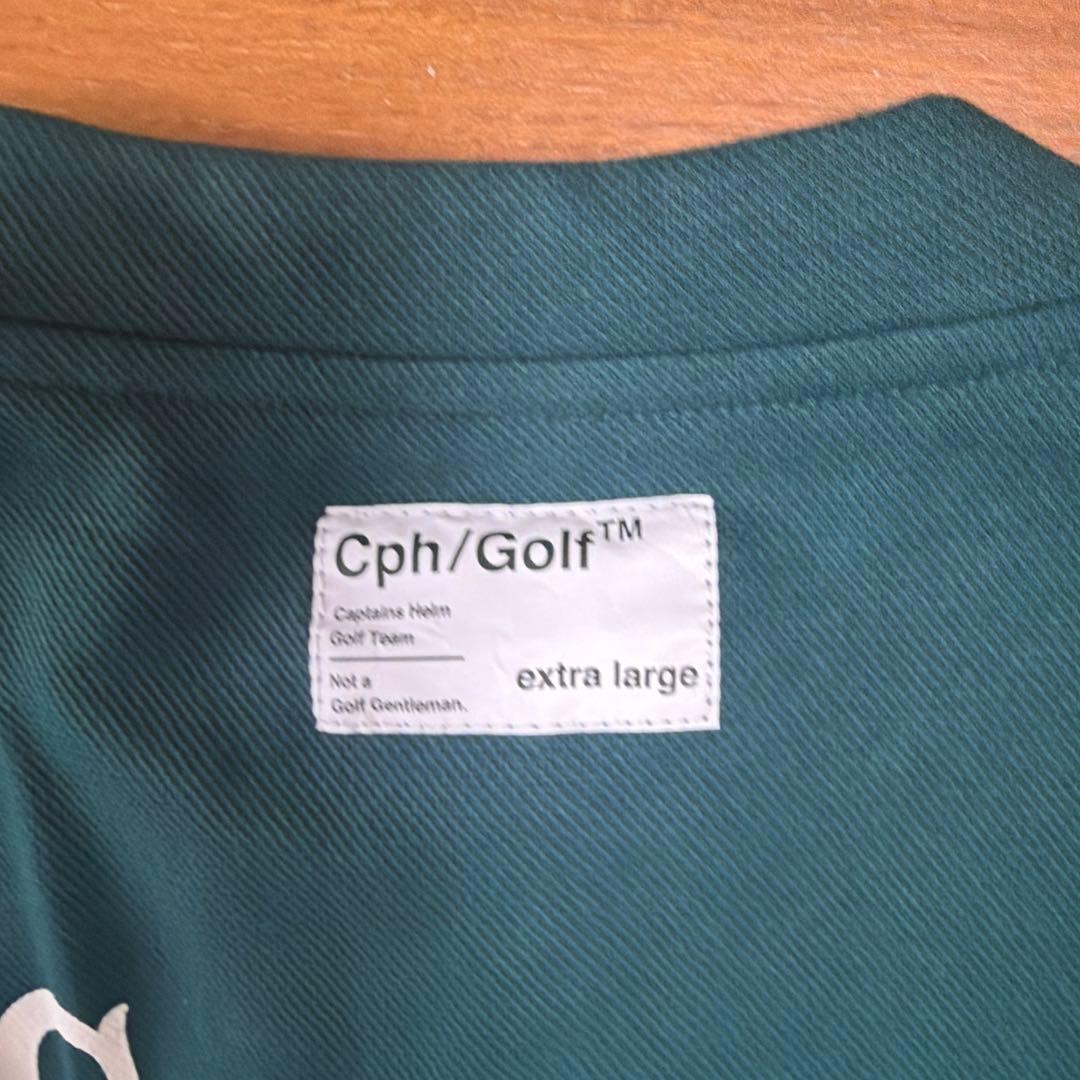 Cph/Golf™
Captains Helm
Golf Team
Not a
Golf Gentleman.
extra large